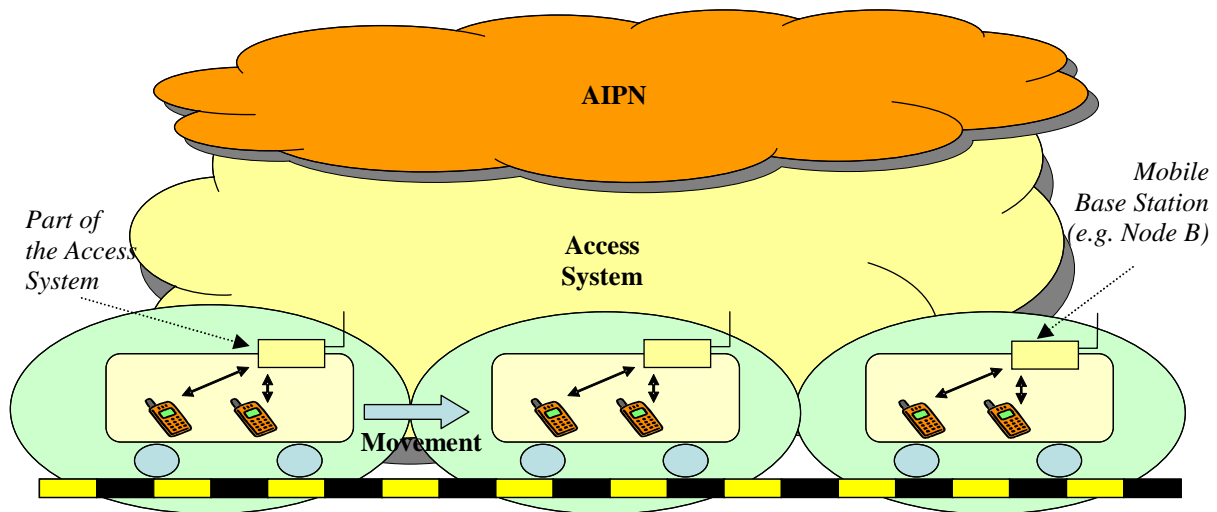 AIPN
Mobile
Base Station
(e.g. Node B)
Part of
the Access
System
Access
System
Movement